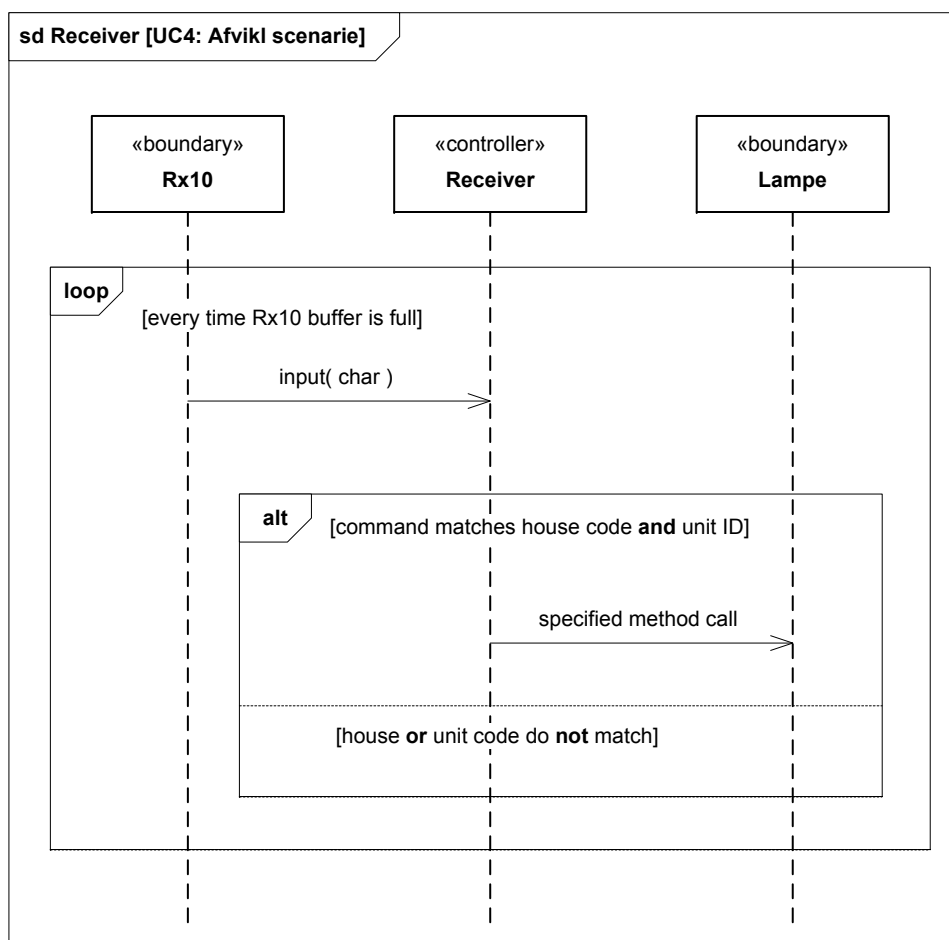 sd Receiver [UC4: Afvikl scenarie]
«boundary»
Rx10
«controller»
Receiver
«boundary»
Lampe
loop
[every time Rx10 buffer is full]
input( char )
alt
[command matches house code and unit ID]
specified method call
[house or unit code do not match]